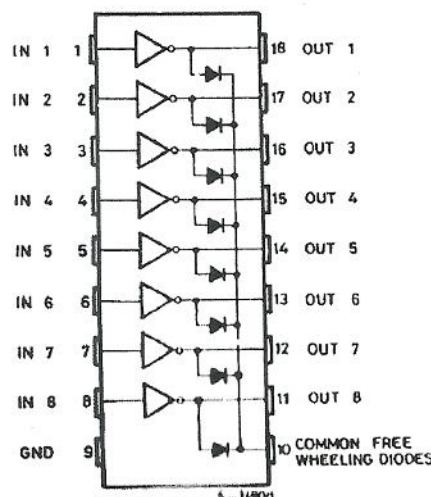 IN 1 1 18 OUT 1
IN 2 2 17 OUT 2
IN 3 3 16 OUT 3
IN 4 4 15 OUT 4
IN 5 5 14 OUT 5
IN 6 6 13 OUT 6
IN 7 7 12 OUT 7
IN 8 8 11 OUT 8
GND 9 10 COMMON FREE
WHEELING DIODES